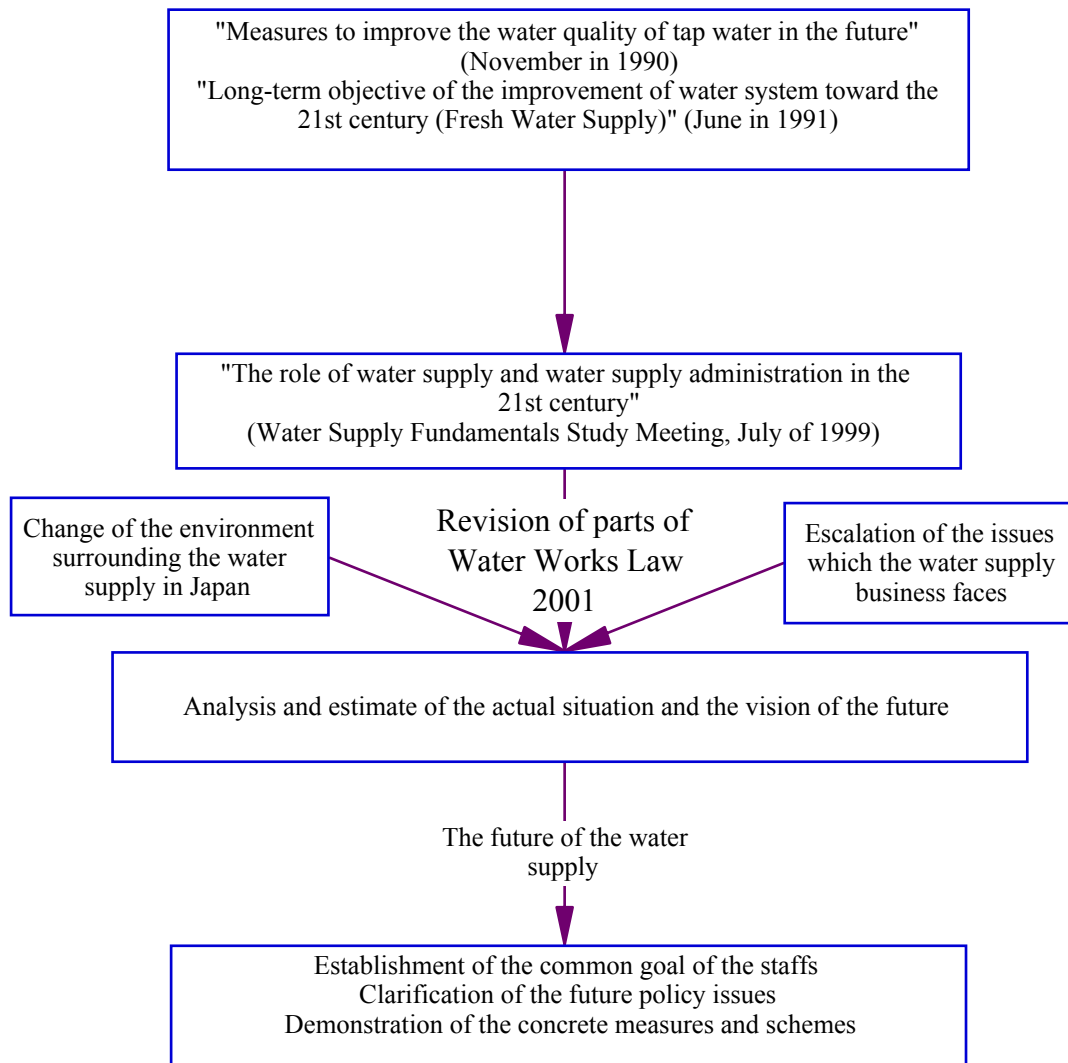 "Measures to improve the water quality of tap water in the future"
(November in 1990)
"Long-term objective of the improvement of water system toward the
21st century (Fresh Water Supply)" (June in 1991)
"The role of water supply and water supply administration in the
21st century"
(Water Supply Fundamentals Study Meeting, July of 1999)
Change of the environment
surrounding the water
supply in Japan
Revision of parts of
Water Works Law
2001
Escalation of the issues
which the water supply
business faces
Analysis and estimate of the actual situation and the vision of the future
The future of the water
supply
Establishment of the common goal of the staffs
Clarification of the future policy issues
Demonstration of the concrete measures and schemes